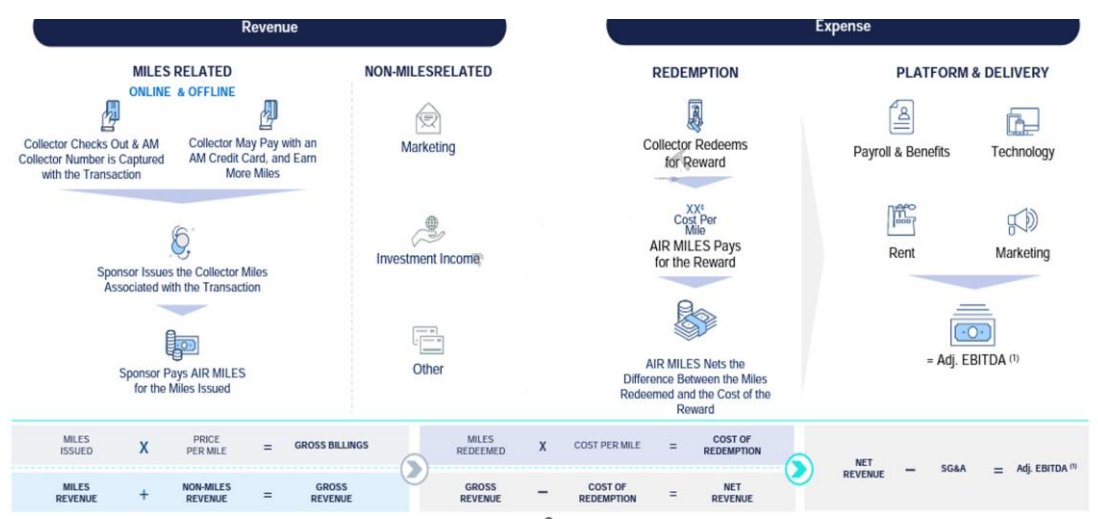 Revenue
MILES RELATED
ONLINE & OFFLINE
Collector Checks Out & AM
Collector Number is Captured
with the Transaction
Collector May Pay with an
AM Credit Card, and Earn
More Miles
Sponsor Issues the Collector Miles
Associated with the Transaction
Sponsor Pays AIR MILES
for the Miles Issued
NON-MILESRELATED
Marketing
Investment Income
Other
Expense
REDEMPTION
Collector Redeems
for Reward
XX¢
Cost Per
Mile
AIR MILES Pays
for the Reward
AIR MILES Nets the
Difference Between the Miles
Redeemed and the Cost of the
Reward
PLATFORM & DELIVERY
Payroll & Benefits
Technology
Rent
Marketing
= Adj. EBITDA (1)
MILES
ISSUED
X
PRICE
PER MILE
=
GROSS BILLINGS
MILES
REVENUE
+
NON-MILES
REVENUE
=
GROSS
REVENUE
MILES
REDEEMED
X
COST PER MILE
=
COST OF
REDEMPTION
GROSS
REVENUE
−
COST OF
REDEMPTION
=
NET
REVENUE
NET
REVENUE
−
SG&A
=
Adj. EBITDA (1)